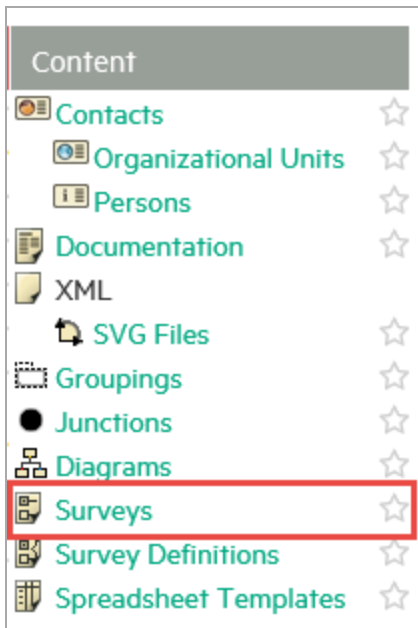 Content
Contacts
Organizational Units
Persons
Documentation
XML
SVG Files
Groupings
Junctions
Diagrams
Surveys
Survey Definitions
Spreadsheet Templates